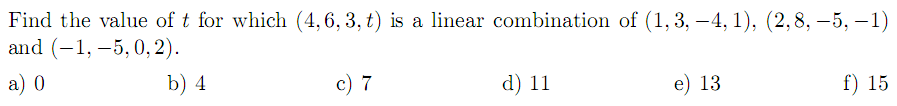 Find the value of t for which (4, 6, 3, t) is a linear combination of (1, 3, −4, 1), (2, 8, −5, −1)
and (−1, −5, 0, 2).
a) 0 b) 4 c) 7 d) 11 e) 13 f) 15